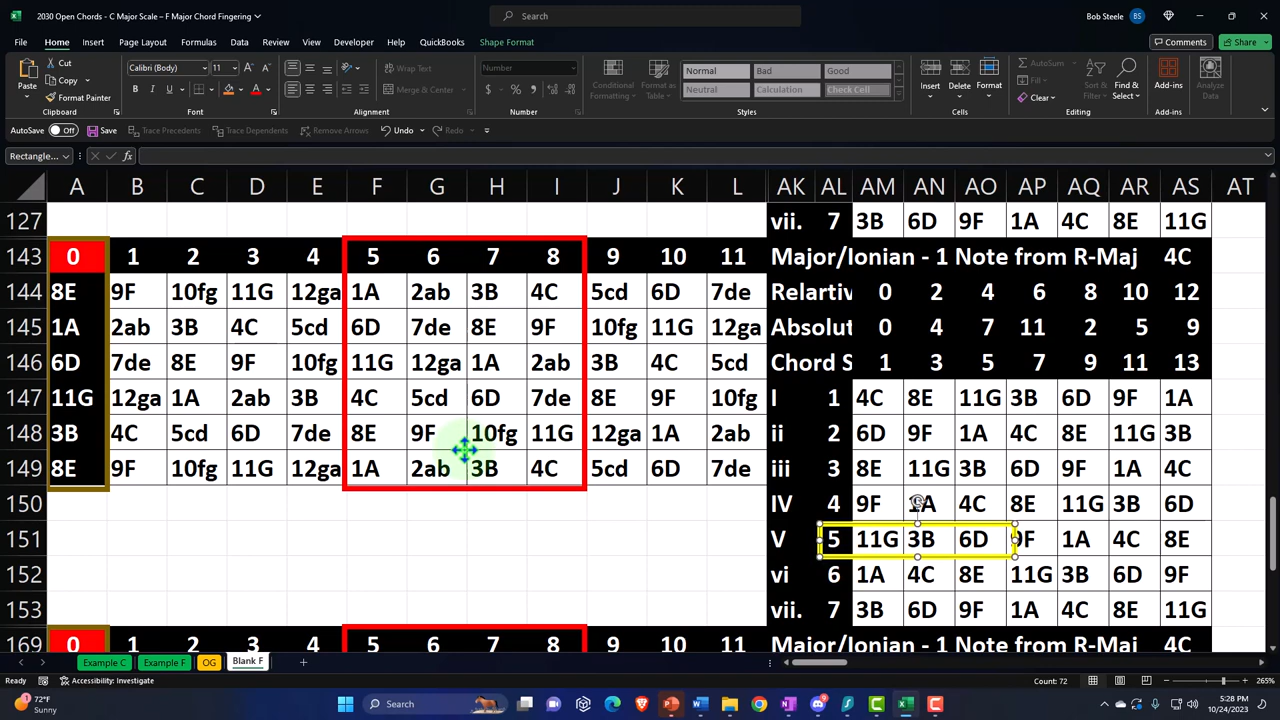 2030 Open Chords - C Major Scale – F Major Chord Fingering
Search
Bob Steele BS
File Home Insert Page Layout Formulas Data Review View Developer Help QuickBooks Shape Format
Comments Share
Cut
Copy
Format Painter
Paste
Clipboard
Calibri (Body) 11
Font
Wrap Text
Merge & Center
Alignment
Number
Number
Conditional Formatting
Format as Table
Normal Bad Good
Neutral Calculation Check Cell
Styles
Insert Delete Format
Cells
AutoSum
Clear
Sort & Filter
Find & Select
Editing
Add-ins
Add-ins
Analyze Data
AutoSave Off Save Trace Precedents Trace Dependents Remove Arrows Undo Redo
Rectangle... fx
A B C D E F G H I J K L AK AL AM AN AO AP AQ AR AS AT
127 vii. 7 3B 6D 9F 1A 4C 8E 11G
143 0 1 2 3 4 5 6 7 8 9 10 11 Major/Ionian - 1 Note from R-Maj 4C
144 8E 9F 10fg 11G 12ga 1A 2ab 3B 4C 5cd 6D 7de Relartiv 0 2 4 6 8 10 12
145 1A 2ab 3B 4C 5cd 6D 7de 8E 9F 10fg 11G 12ga Absolut 0 4 7 11 2 5 9
146 6D 7de 8E 9F 10fg 11G 12ga 1A 2ab 3B 4C 5cd Chord S 1 3 5 7 9 11 13
147 11G 12ga 1A 2ab 3B 4C 5cd 6D 7de 8E 9F 10fg I 1 4C 8E 11G 3B 6D 9F 1A
148 3B 4C 5cd 6D 7de 8E 9F 10fg 11G 12ga 1A 2ab ii 2 6D 9F 1A 4C 8E 11G 3B
149 8E 9F 10fg 11G 12ga 1A 2ab 3B 4C 5cd 6D 7de iii 3 8E 11G 3B 6D 9F 1A 4C
150 IV 4 9F 1A 4C 8E 11G 3B 6D
151 V 5 11G 3B 6D 9F 1A 4C 8E
152 vi 6 1A 4C 8E 11G 3B 6D 9F
153 vii. 7 3B 6D 9F 1A 4C 8E 11G
169 0 1 2 3 4 5 6 7 8 9 10 11 Major/Ionian - 1 Note from R-Maj 4C
Example C Example F OG Blank F
Ready Accessibility: Investigate Count: 72 265%
72°F
Sunny
Search
5:28 PM
10/24/2023